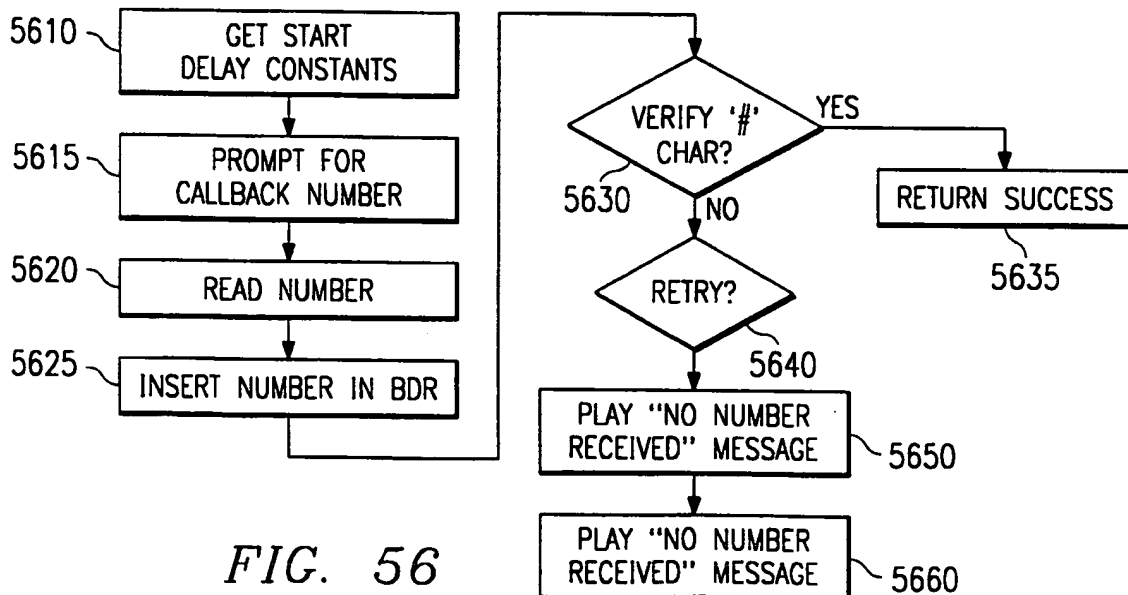 5610
GET START
DELAY CONSTANTS
5615
PROMPT FOR
CALLBACK NUMBER
5620
READ NUMBER
5625
INSERT NUMBER IN BDR
VERIFY '#'
CHAR?
5630
YES
RETURN SUCCESS
5635
NO
RETRY?
5640
PLAY "NO NUMBER
RECEIVED" MESSAGE
5650
PLAY "NO NUMBER
RECEIVED" MESSAGE
5660
FIG. 56